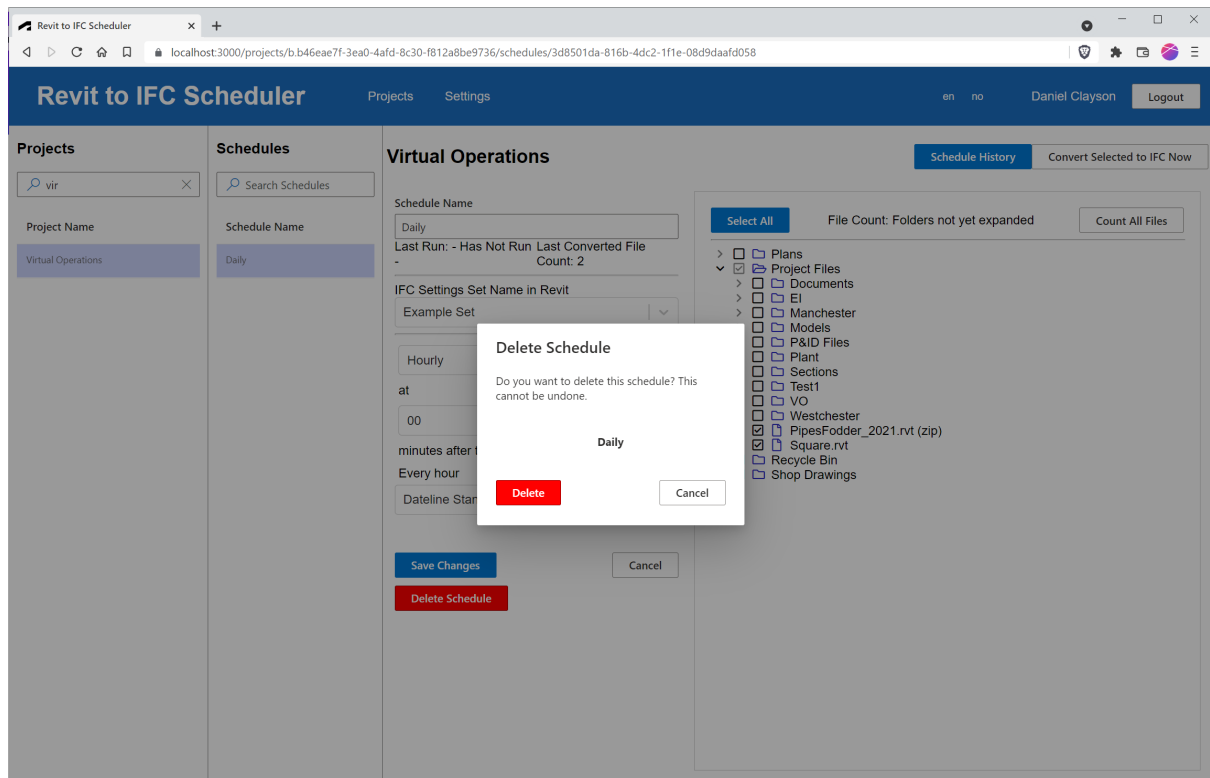 Revit to IFC Scheduler
localhost:3000/projects/b.b46eae7f-3ea0-4afd-8c30-f812a8be9736/schedules/3d8501da-816b-4dc2-1f1e-08d9daafd058
Revit to IFC Scheduler
Projects
Settings
en
no
Daniel Clayson
Logout
Projects
vir
Project Name
Virtual Operations
Schedules
Search Schedules
Schedule Name
Daily
Virtual Operations
Schedule History
Convert Selected to IFC Now
Schedule Name
Daily
Last Run: - Has Not Run
-
Last Converted File
Count: 2
IFC Settings Set Name in Revit
Example Set
Hourly
at
00
minutes after
Every hour
Dateline Stan
Save Changes
Cancel
Delete Schedule
Delete Schedule
Do you want to delete this schedule? This
cannot be undone.
Daily
Delete
Cancel
Select All
File Count: Folders not yet expanded
Count All Files
Plans
Project Files
Documents
EI
Manchester
Models
P&ID Files
Plant
Sections
Test1
VO
Westchester
PipesFodder_2021.rvt (zip)
Square.rvt
Recycle Bin
Shop Drawings